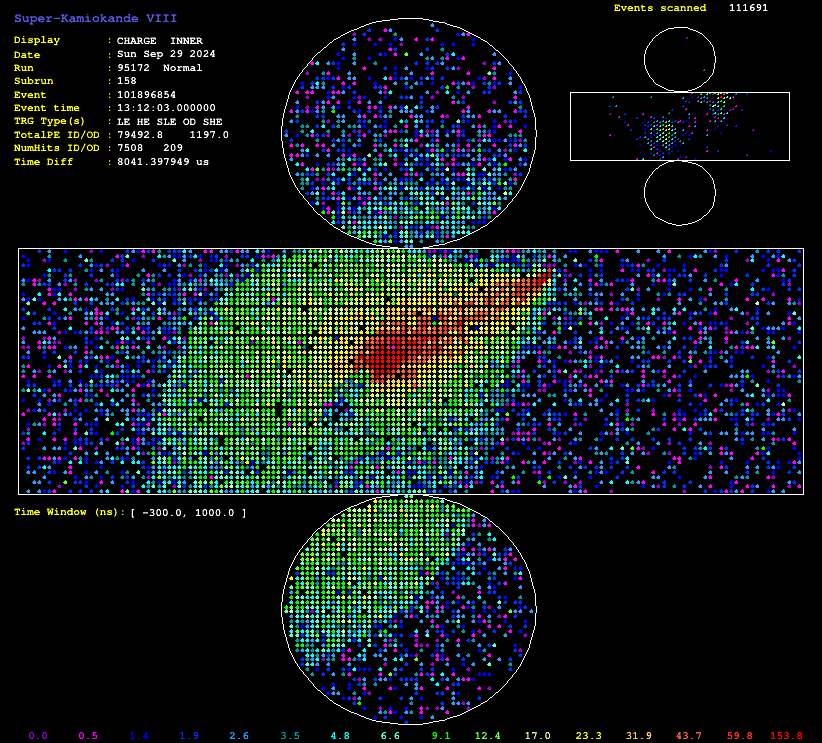 Super-Kamiokande VIII
Events scanned 111691
Display : CHARGE INNER
Date : Sun Sep 29 2024
Run : 95172 Normal
Subrun : 158
Event : 101896854
Event time : 13:12:03.000000
TRG Type(s) : LE HE SLE OD SHE
TotalPE ID/OD : 79492.8 1197.0
NumHits ID/OD : 7508 209
Time Diff : 8041.397949 us
Time Window (ns): [ -300.0, 1000.0 ]
0.0 0.5 1.4 1.9 2.6 3.5 4.8 6.6 9.1 12.4 17.0 23.3 31.9 43.7 59.8 153.8